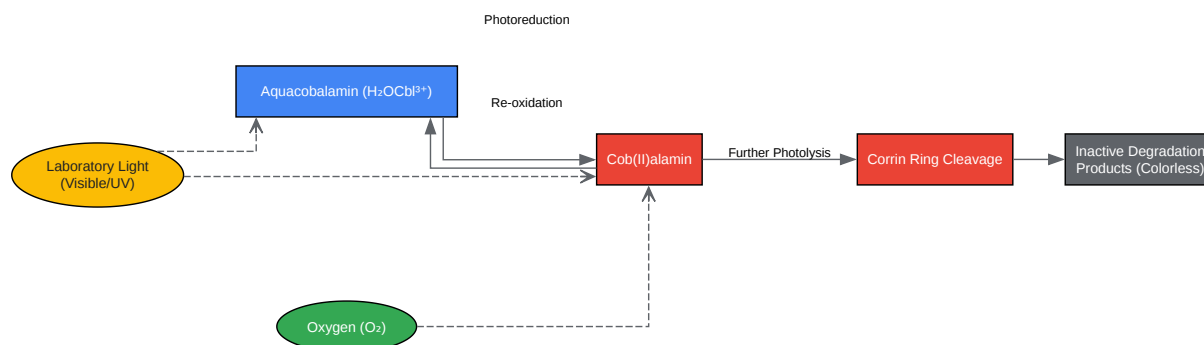 Photoreduction
Aquacobalamin (H₂OCbl³⁺)
Re-oxidation
Laboratory Light
(Visible/UV)
Cob(II)alamin
Further Photolysis
Corrin Ring Cleavage
Inactive Degradation
Products (Colorless)
Oxygen (O₂)